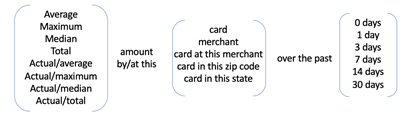 Average
Maximum
Median
Total
Actual/average
Actual/maximum
Actual/median
Actual/total
amount
by/at this
card
merchant
card at this merchant
card in this zip code
card in this state
over the past
0 days
1 day
3 days
7 days
14 days
30 days